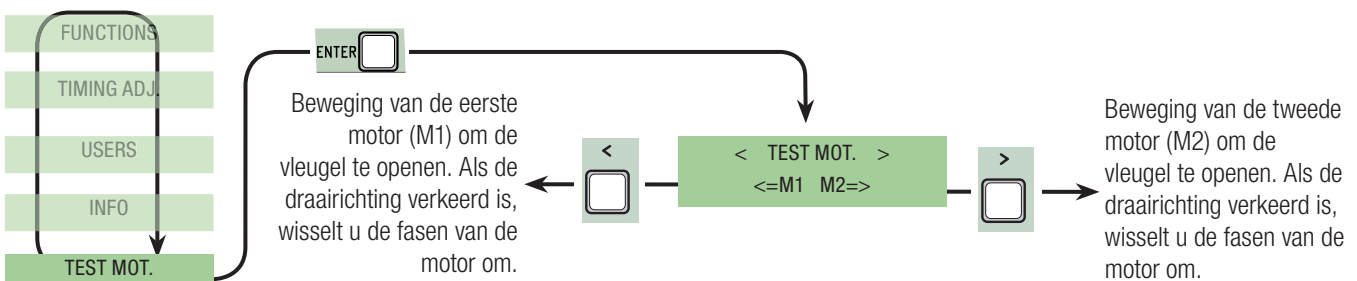 FUNCTIONS
TIMING ADJ.
USERS
INFO
TEST MOT.
ENTER
Beweging van de eerste
motor (M1) om de
vleugel te openen. Als de
draairichting verkeerd is,
wisselt u de fasen van de
motor om.
<
< TEST MOT. >
<=M1 M2=>
>
Beweging van de tweede
motor (M2) om de
vleugel te openen. Als de
draairichting verkeerd is,
wisselt u de fasen van de
motor om.